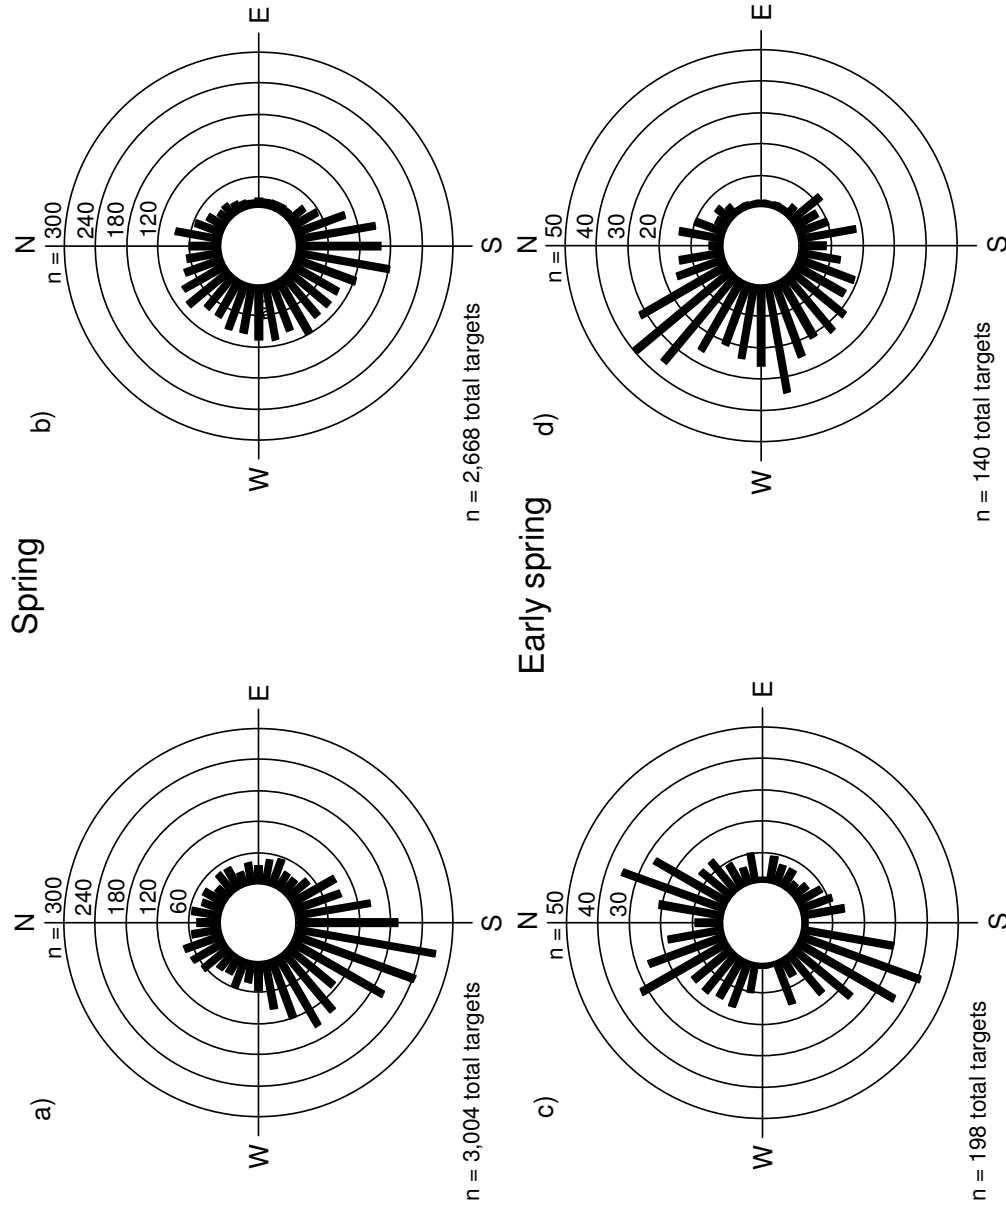 Spring
a)
N
n = 300
240
180
120
60
W
E
S
n = 3,004 total targets
b)
N
n = 300
240
180
120
W
E
S
n = 2,668 total targets
Early spring
c)
N
n = 50
40
30
W
E
S
n = 198 total targets
d)
N
n = 50
40
30
20
W
E
S
n = 140 total targets